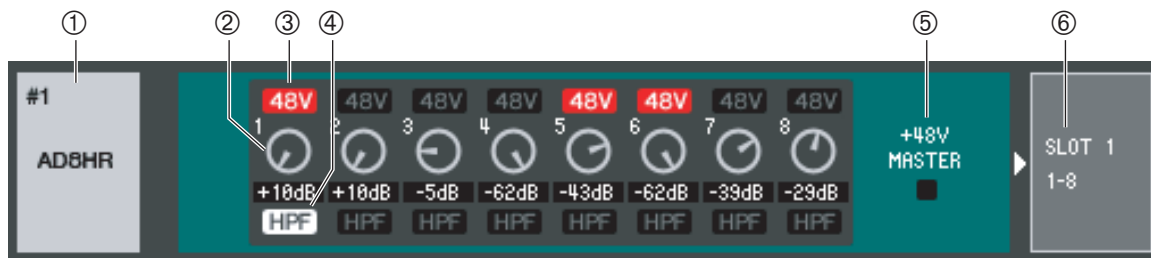 ① ② ③ ④ ⑤ ⑥
#1
AD8HR
48V 48V 48V 48V 48V 48V 48V 48V
1 2 3 4 5 6 7 8
+10dB +10dB -5dB -62dB -43dB -62dB -39dB -29dB
HPF HPF HPF HPF HPF HPF HPF HPF
+48V
MASTER
SLOT 1
1-8